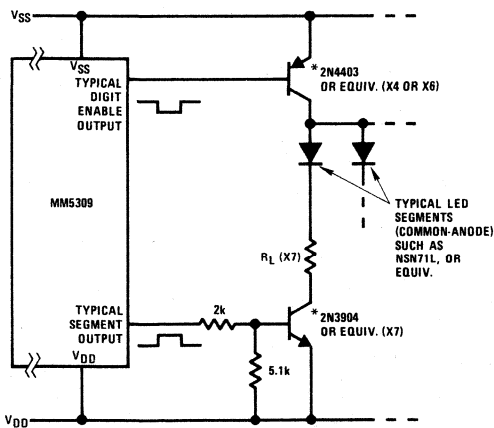 VSS
VSS
TYPICAL
DIGIT
ENABLE
OUTPUT
*2N4403
OR EQUIV. (X4 OR X6)
MM5309
TYPICAL LED
SEGMENTS
(COMMON-ANODE)
SUCH AS
NSN71L, OR
EQUIV.
RL (X7)
TYPICAL
SEGMENT
OUTPUT
2k
*2N3904
OR EQUIV. (X7)
VDD
5.1k
VDD